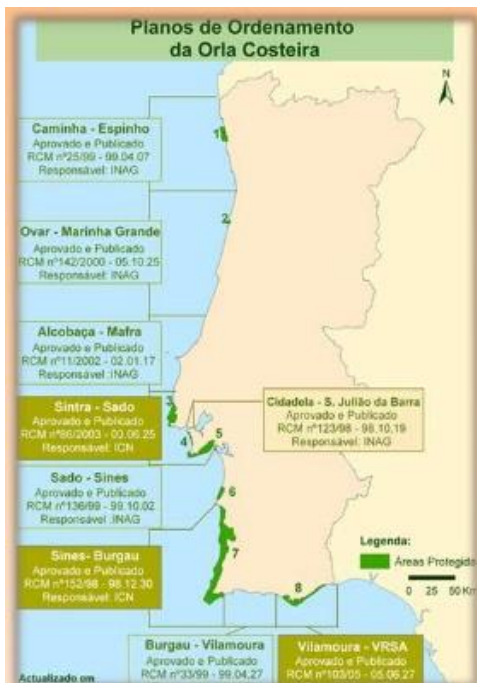 Planos de Ordenamento
da Orla Costeira
N
Caminha - Espinho
Aprovado e Publicado
RCM nº25/99 - 99.04.07
Responsável: INAG
1
2
Ovar - Marinha Grande
Aprovado e Publicado
RCM nº142/2000 - 05.10.25
Responsável: INAG
Alcobaça - Mafra
Aprovado e Publicado
RCM nº11/2002 - 02.01.17
Responsável: INAG
3
Sintra - Sado
Aprovado e Publicado
RCM nº86/2003 - 03.06.25
Responsável: ICN
Cidadela - S. Julião da Barra
Aprovado e Publicado
RCM nº123/98 - 98.10.19
Responsável: INAG
4
5
Sado - Sines
Aprovado e Publicado
RCM nº136/99 - 99.10.02
Responsável: INAG
6
Sines- Burgau
Aprovado e Publicado
RCM nº152/98 - 98.12.30
Responsável: ICN
7
8
Legenda:
Áreas Protegid
0 25 50 Km
Burgau - Vilamoura
Aprovado e Publicado
RCM nº33/99 - 99.04.27
Vilamoura - VRSA
Aprovado e Publicado
RCM nº103/05 - 05.06.27
Actualizado em